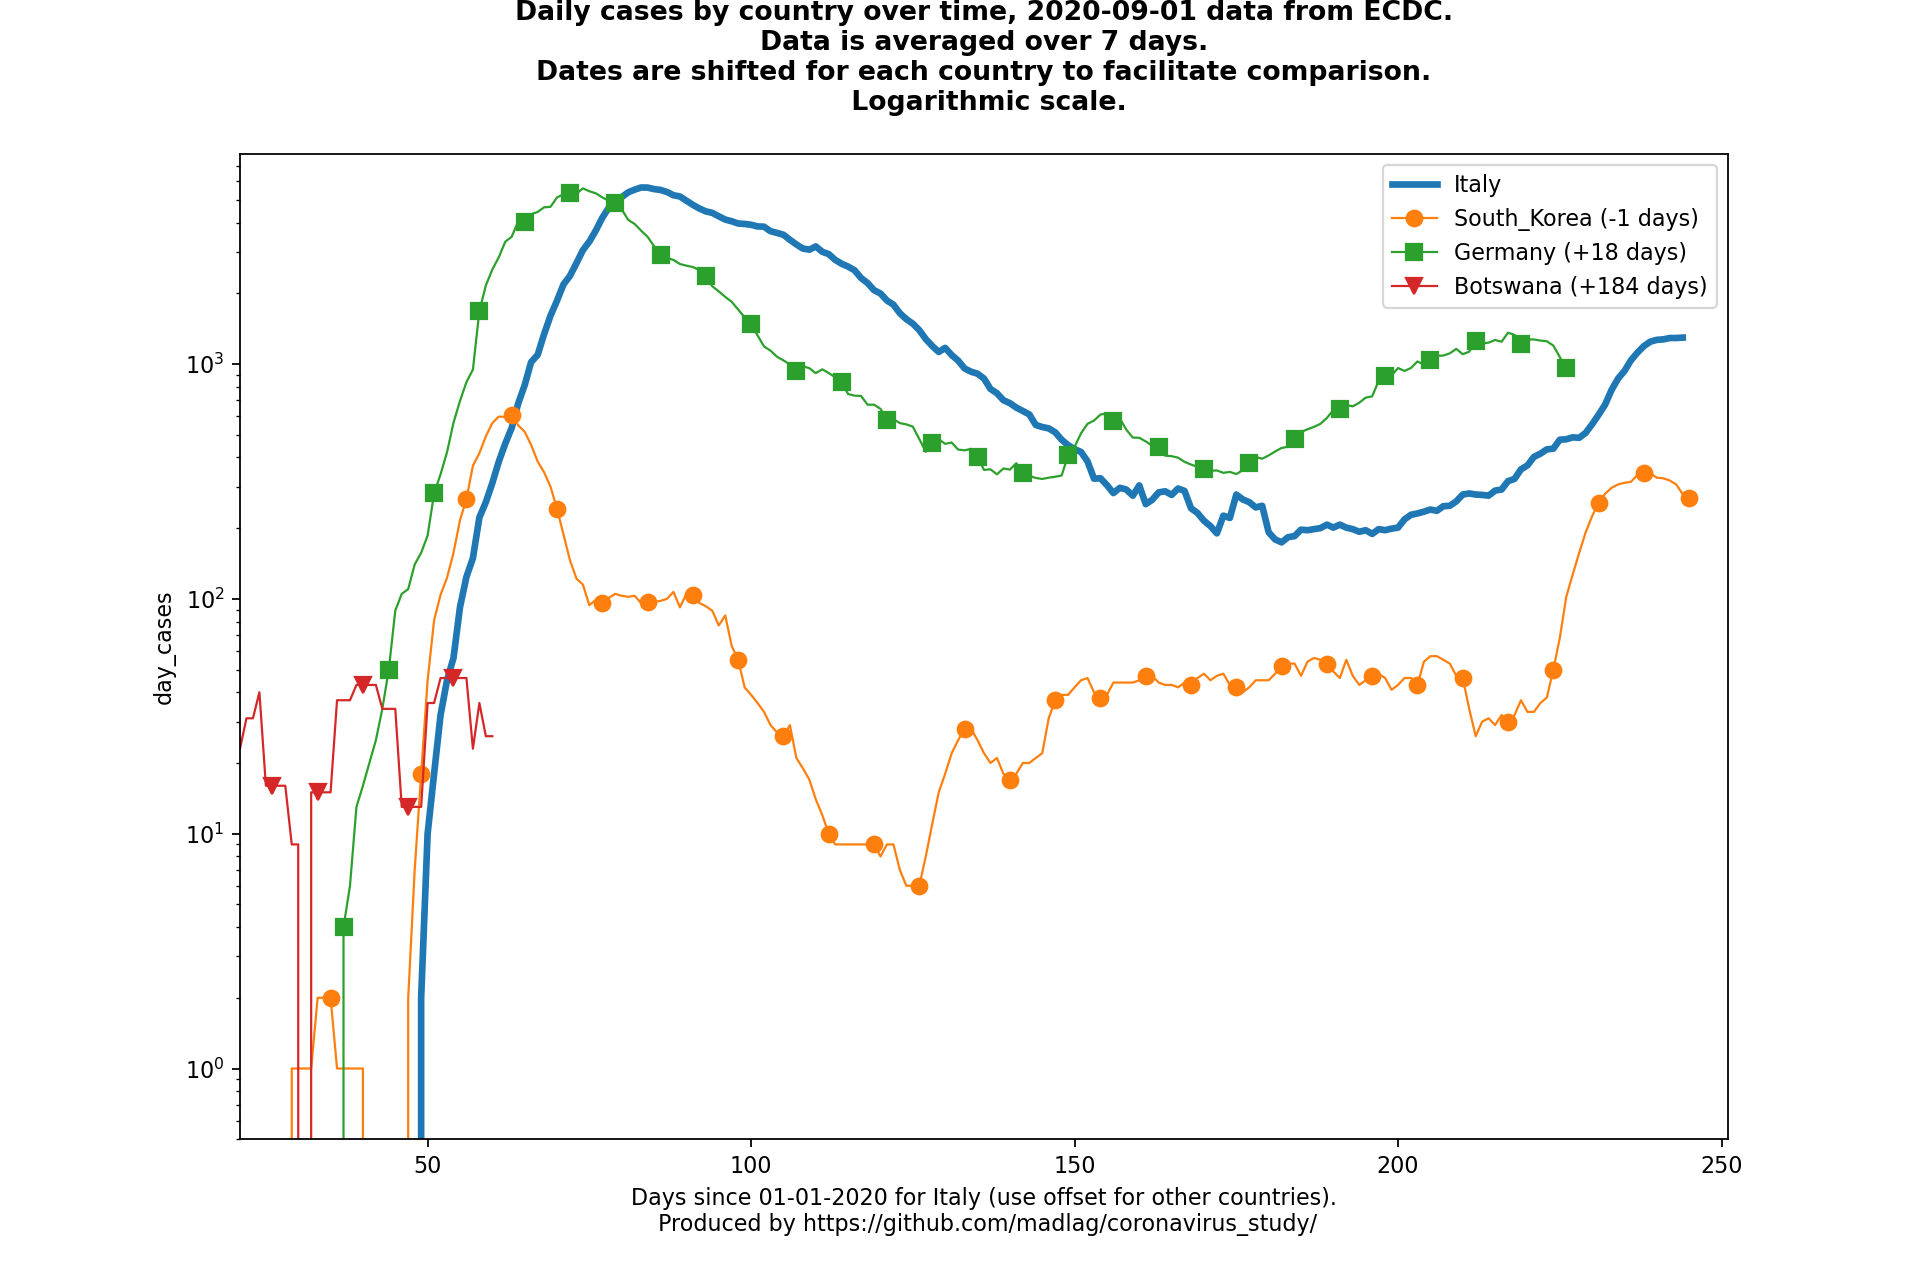 Daily cases by country over time, 2020-09-01 data from ECDC.
Data is averaged over 7 days.
Dates are shifted for each country to facilitate comparison.
Logarithmic scale.
Italy
South_Korea (-1 days)
Germany (+18 days)
Botswana (+184 days)
10³
10²
10¹
10⁰
day_cases
50 100 150 200 250
Days since 01-01-2020 for Italy (use offset for other countries).
Produced by https://github.com/madlag/coronavirus_study/